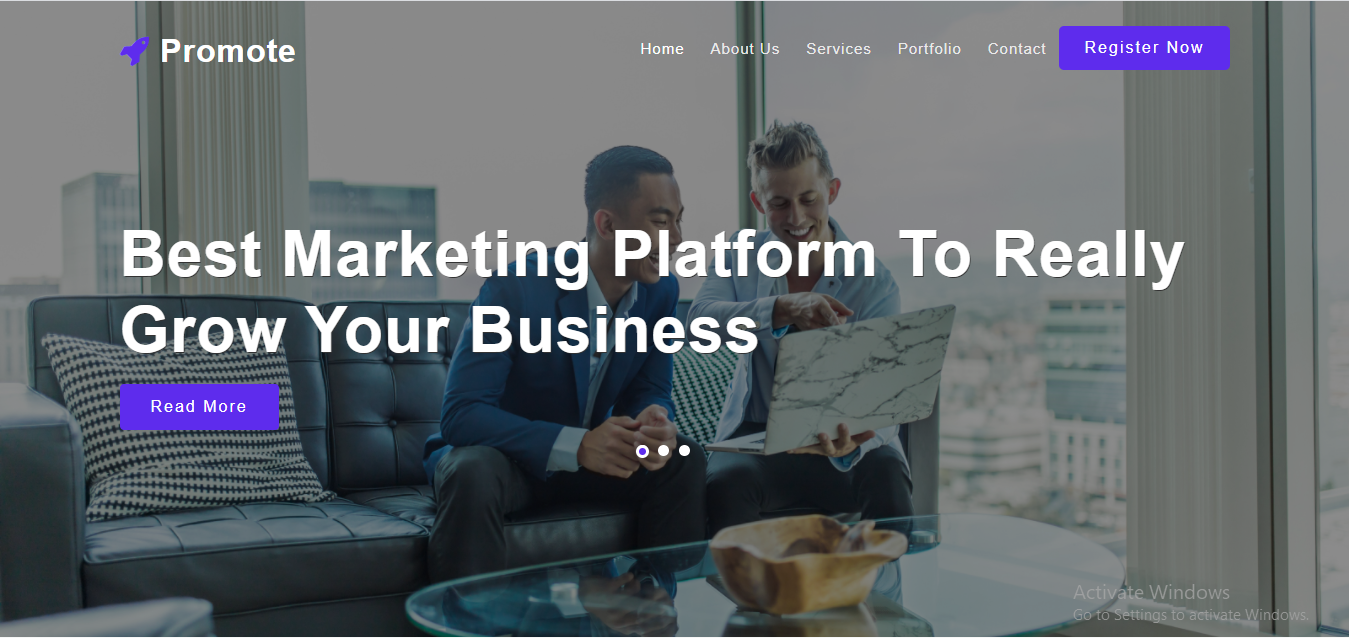 Promote
Home About Us Services Portfolio Contact Register Now
Best Marketing Platform To Really
Grow Your Business
Read More
Activate Windows
Go to Settings to activate Windows.